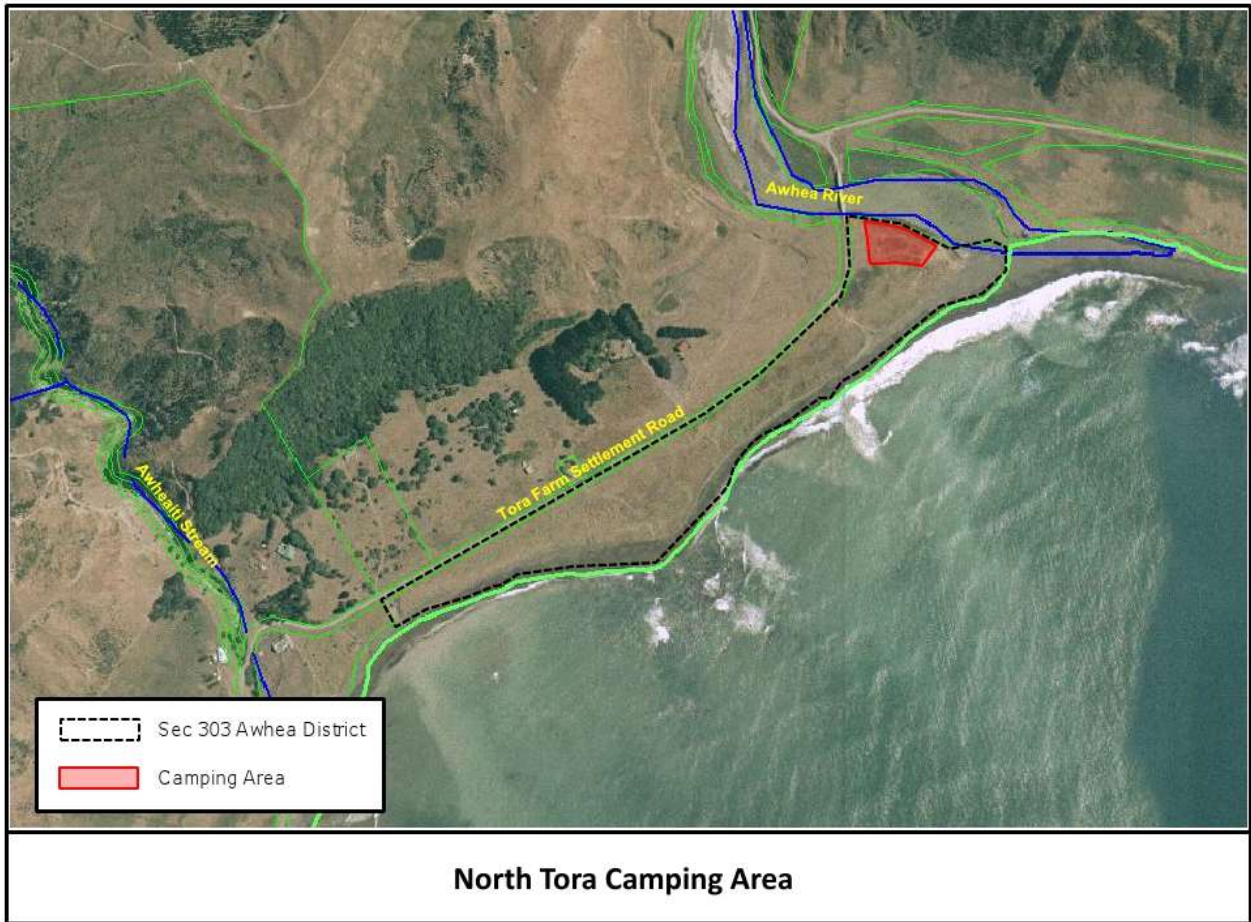 Awhea River
Tora Farm Settlement Road
Awheaiti Stream
Sec 303 Awhea District
Camping Area
North Tora Camping Area